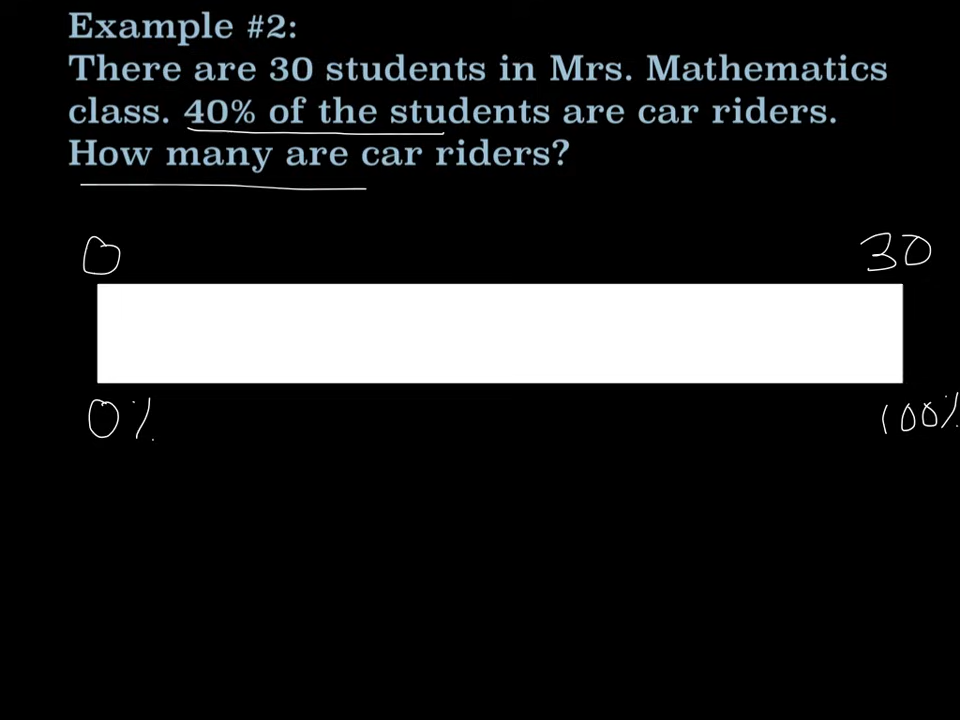 Example #2:
There are 30 students in Mrs. Mathematics
class. 40% of the students are car riders.
How many are car riders?
0 30
0% 100%